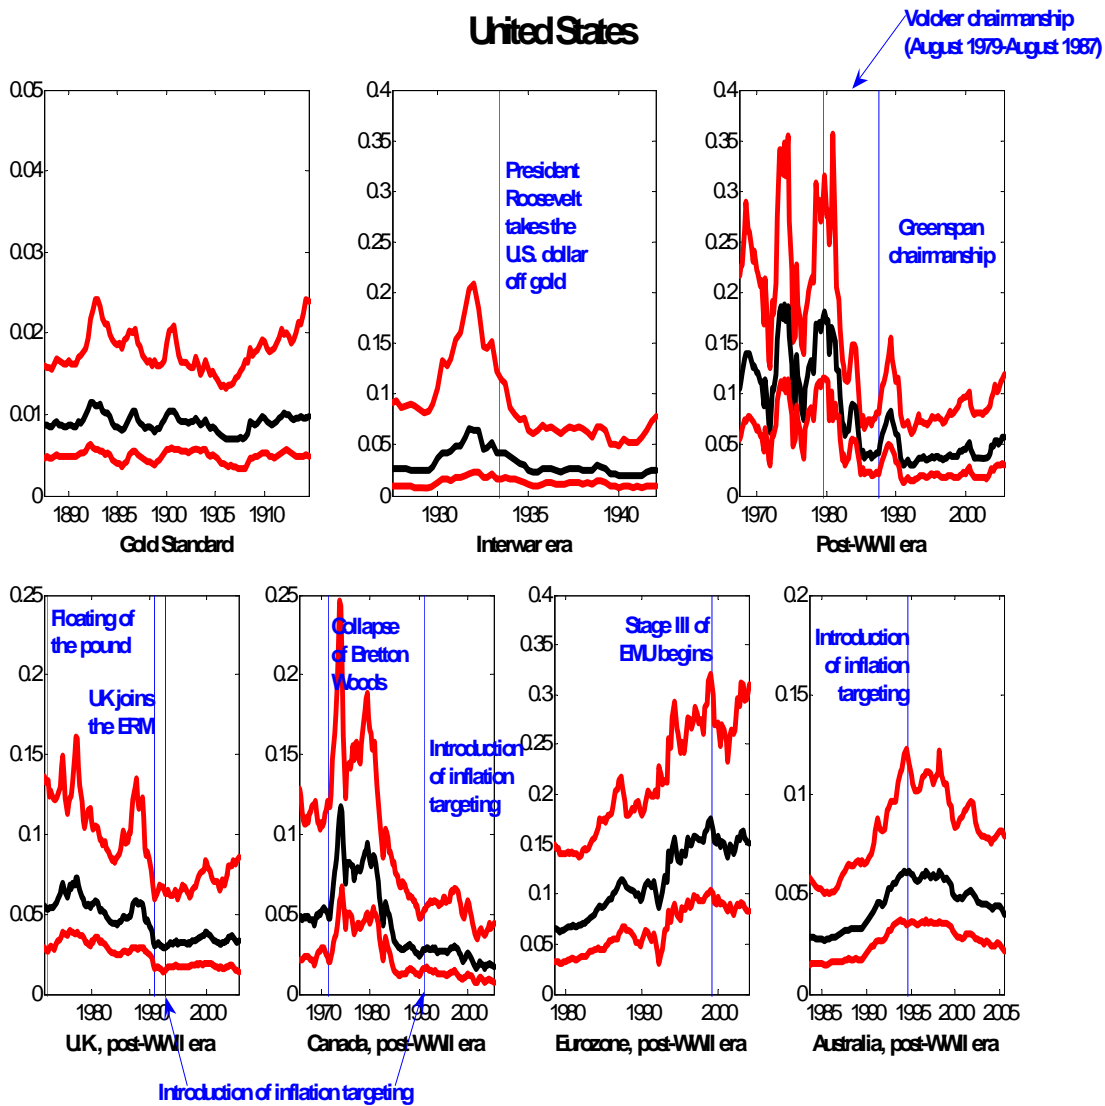 United States
Volcker chairmanship
(August 1979-August 1987)
0.05
0.04
0.03
0.02
0.01
0
1890 1895 1900 1905 1910
Gold Standard
0.4
0.35
0.3
0.25
0.2
0.15
0.1
0.05
0
President
Roosevelt
takes the
U.S. dollar
off gold
1930 1935 1940
Interwar era
0.4
0.35
0.3
0.25
0.2
0.15
0.1
0.05
0
Greenspan
chairmanship
1970 1980 1990 2000
Post-WWII era
0.25
0.2
0.15
0.1
0.05
0
Floating of
the pound
UK joins
the ERM
1980 1990 2000
U.K., post-WWII era
0.25
0.2
0.15
0.1
0.05
0
Collapse
of Bretton
Woods
Introduction
of inflation
targeting
1970 1980 1990 2000
Canada, post-WWII era
0.4
0.35
0.3
0.25
0.2
0.15
0.1
0.05
0
Stage III of
EMU begins
1980 1990 2000
Eurozone, post-WWII era
0.2
0.15
0.1
0.05
0
Introduction
of inflation
targeting
1985 1990 1995 2000 2005
Australia, post-WWII era
Introduction of inflation targeting